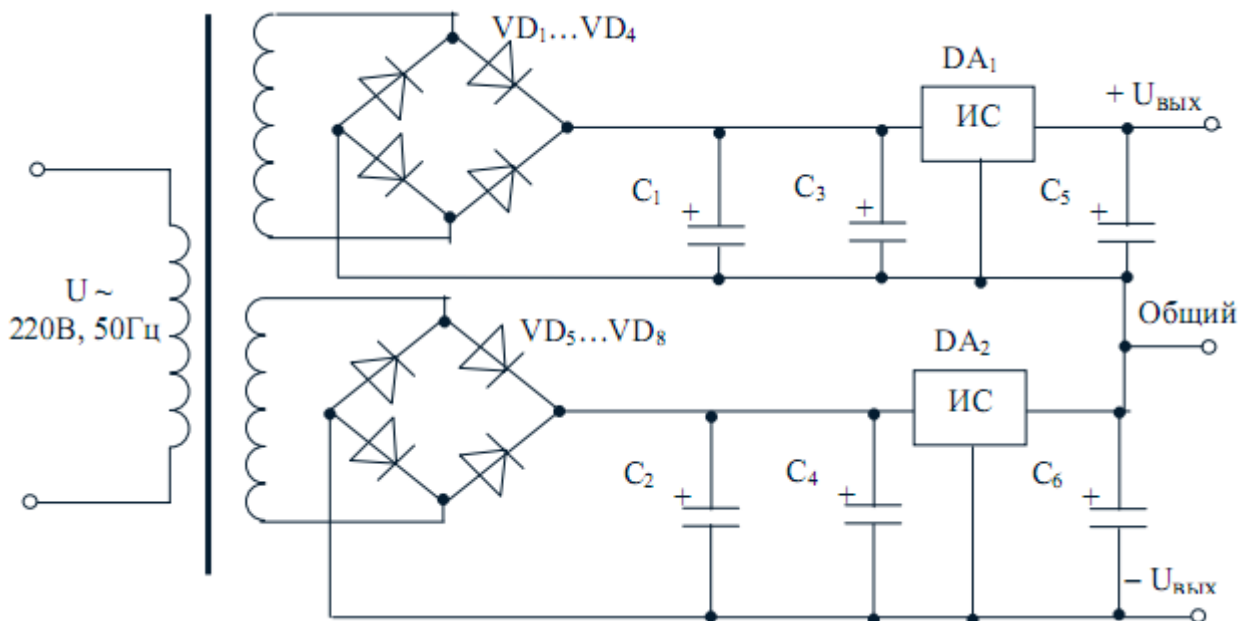 VD₁…VD₄
DA₁
ИС
+ Uвых
C₁
+
C₃
+
C₅
+
U ~
220В, 50Гц
VD₅…VD₈
DA₂
ИС
Общий
C₂
+
C₄
+
C₆
+
– Uвых